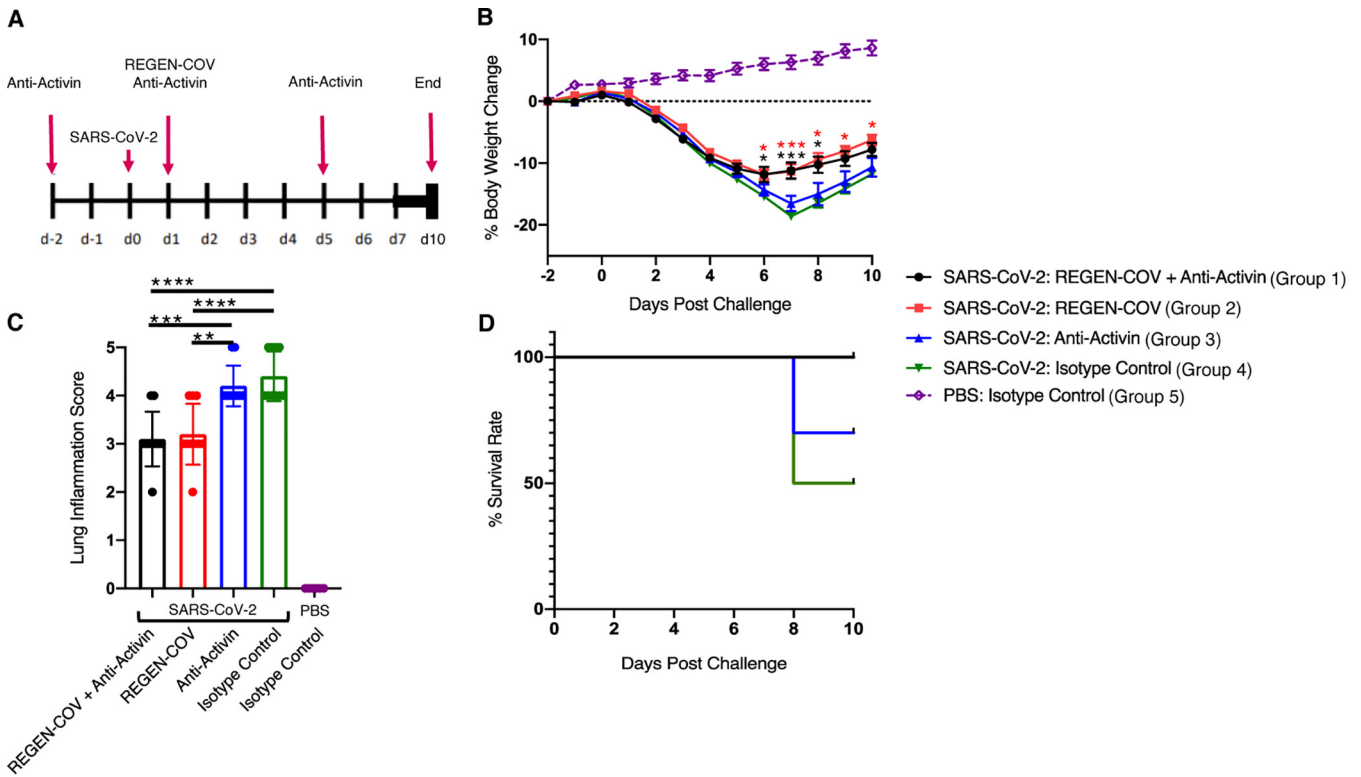 A
Anti-Activin
REGEN-COV
Anti-Activin
Anti-Activin
End
SARS-CoV-2
d-2 d-1 d0 d1 d2 d3 d4 d5 d6 d7 d10
B
% Body Weight Change
10
0
-10
-20
* *** * * *
* *** *
-2 0 2 4 6 8 10
Days Post Challenge
SARS-CoV-2: REGEN-COV + Anti-Activin (Group 1)
SARS-CoV-2: REGEN-COV (Group 2)
SARS-CoV-2: Anti-Activin (Group 3)
SARS-CoV-2: Isotype Control (Group 4)
PBS: Isotype Control (Group 5)
C
****
****
***
**
Lung Inflammation Score
5
4
3
2
1
0
SARS-CoV-2 PBS
REGEN-COV + Anti-Activin
REGEN-COV
Anti-Activin
Isotype Control
Isotype Control
D
% Survival Rate
100
50
0
0 2 4 6 8 10
Days Post Challenge